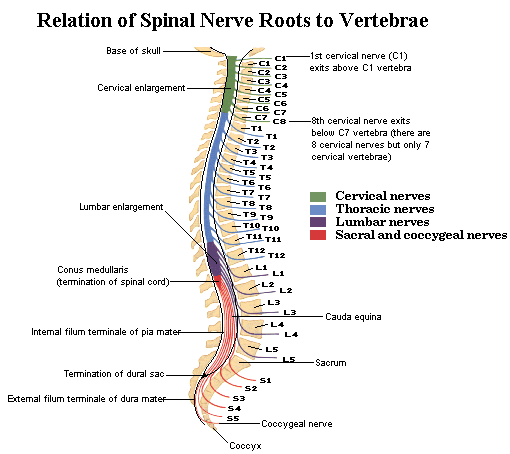 Relation of Spinal Nerve Roots to Vertebrae
Base of skull
Cervical enlargement
Lumbar enlargement
Conus medullaris
(termination of spinal cord)
Internal filum terminale of pia mater
Termination of dural sac
External filum terminale of dura mater
C1
C2
C3
C4
C5
C6
C7
T1
T2
T3
T4
T5
T6
T7
T8
T9
T10
T11
T12
L1
L2
L3
L4
L5
C1
C2
C3
C4
C5
C6
C7
C8
T1
T2
T3
T4
T5
T6
T7
T8
T9
T10
T11
T12
L1
L2
L3
L4
L5
S1
S2
S3
S4
S5
1st cervical nerve (C1)
exits above C1 vertebra
8th cervical nerve exits
below C7 vertebra (there are
8 cervical nerves but only 7
cervical vertebrae)
Cervical nerves
Thoracic nerves
Lumbar nerves
Sacral and coccygeal nerves
Cauda equina
Sacrum
Coccygeal nerve
Coccyx